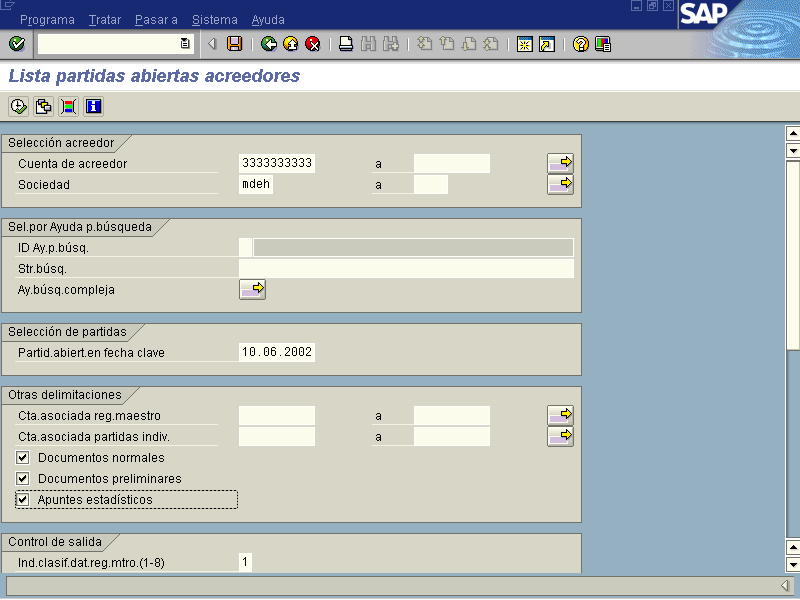 Programa Tratar Pasar a Sistema Ayuda
SAP
Lista partidas abiertas acreedores
Selección acreedor
Cuenta de acreedor 3333333333 a
Sociedad mdeh a
Sel.por Ayuda p.búsqueda
ID Ay.p.búsq.
Str.búsq.
Ay.búsq.compleja
Selección de partidas
Partid.abiert.en fecha clave 10.06.2002
Otras delimitaciones
Cta.asociada reg.maestro a
Cta.asociada partidas indiv. a
Documentos normales
Documentos preliminares
Apuntes estadísticos
Control de salida
Ind.clasif.dat.reg.mtro.(1-8) 1